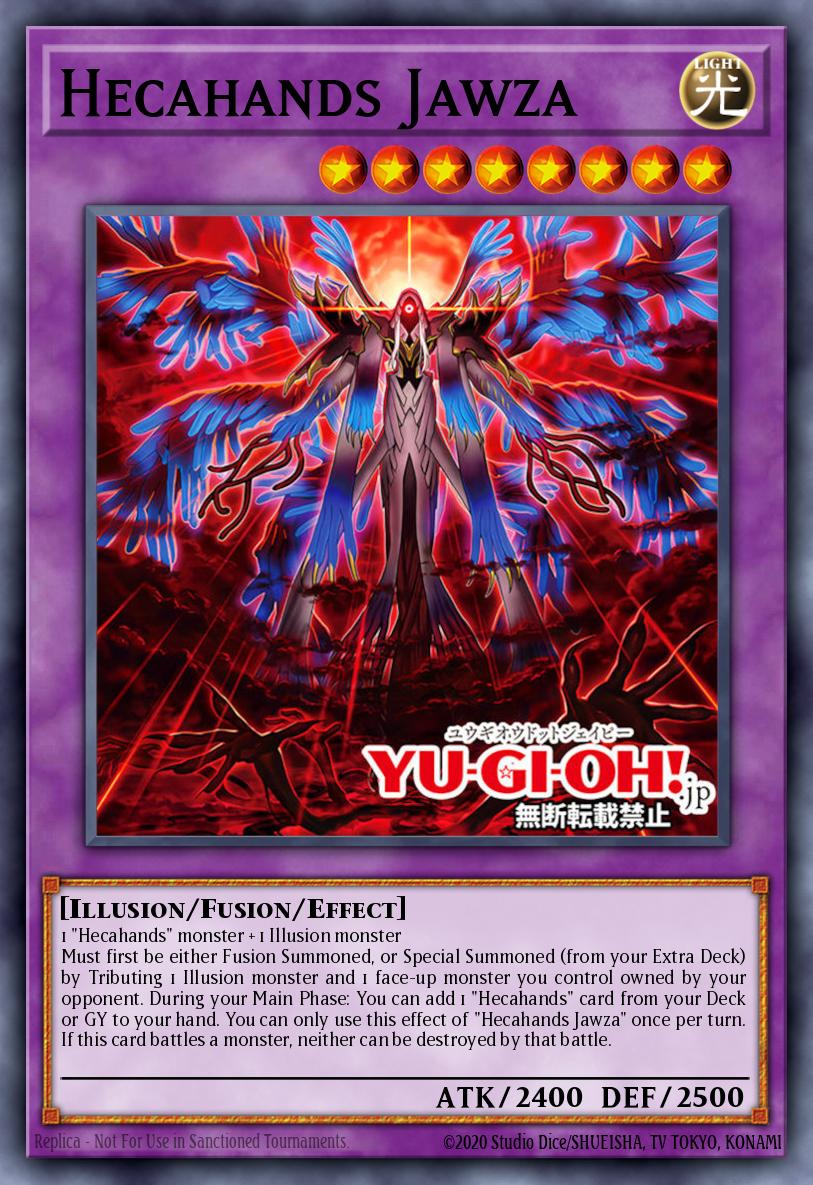 Hecahands Jawza
LIGHT
光
ユウギオウドットジェイピー
YU-GI-OH!.jp
無断転載禁止
[Illusion/Fusion/Effect]
1 "Hecahands" monster + 1 Illusion monster
Must first be either Fusion Summoned, or Special Summoned (from your Extra Deck)
by Tributing 1 Illusion monster and 1 face-up monster you control owned by your
opponent. During your Main Phase: You can add 1 "Hecahands" card from your Deck
or GY to your hand. You can only use this effect of "Hecahands Jawza" once per turn.
If this card battles a monster, neither can be destroyed by that battle.
ATK/2400 DEF/2500
Replica - Not For Use in Sanctioned Tournaments.
©2020 Studio Dice/SHUEISHA, TV TOKYO, KONAMI